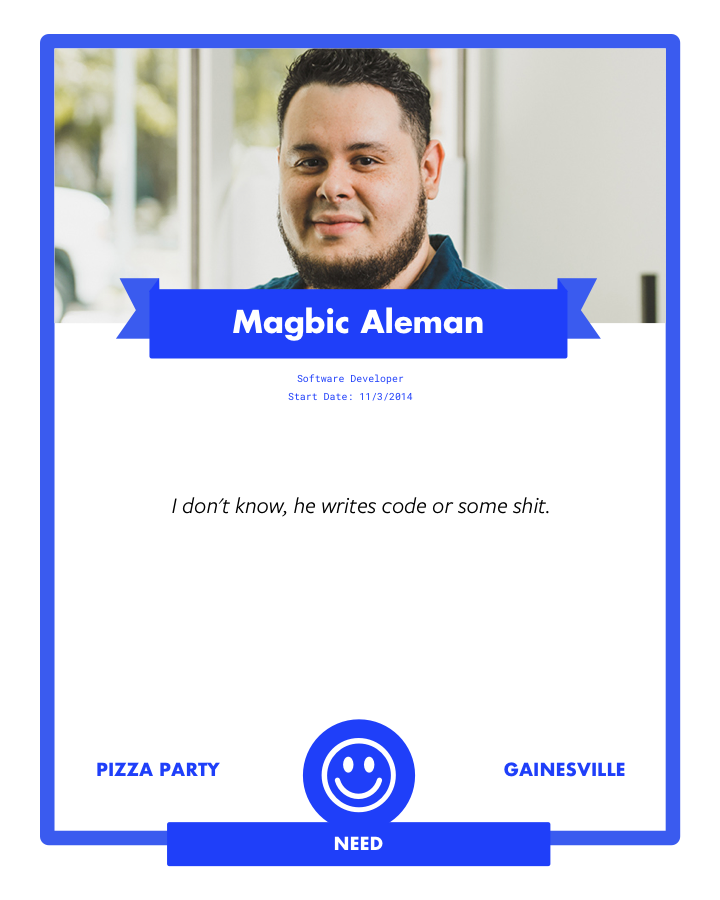 Magbic Aleman
Software Developer
Start Date: 11/3/2014
I don't know, he writes code or some shit.
PIZZA PARTY
GAINESVILLE
NEED